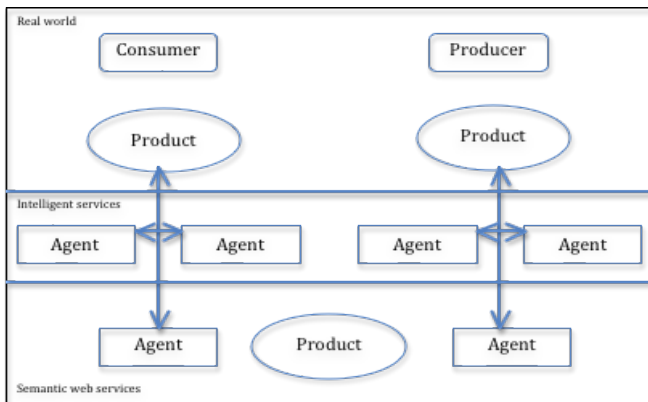 Real world
Consumer
Producer
Product
Product
Intelligent services
Agent
Agent
Agent
Agent
Agent
Product
Agent
Semantic web services